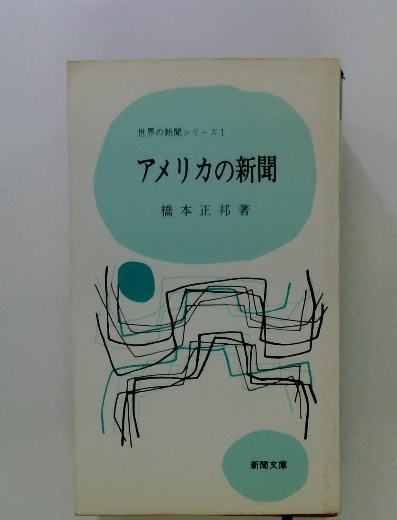 世界の新聞シリーズ1
アメリカの新聞
橋本正邦著
新聞文庫